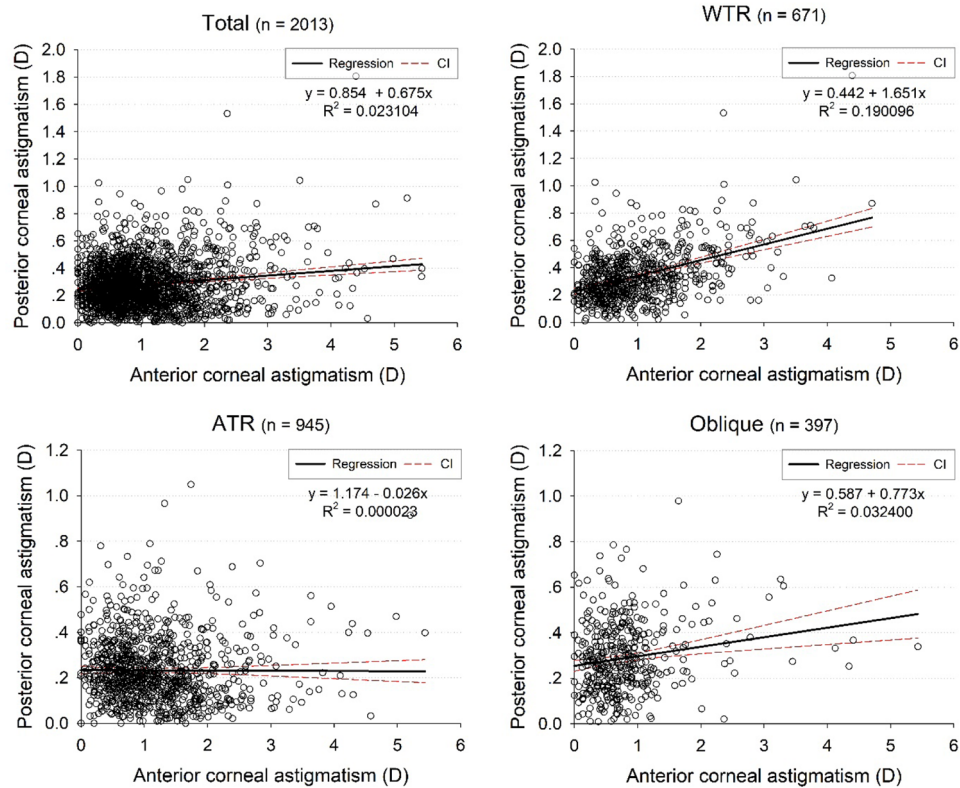 Total (n = 2013)
Regression CI
y = 0.854 + 0.675x
R² = 0.023104
Posterior corneal astigmatism (D)
2.0
1.8
1.6
1.4
1.2
1.0
.8
.6
.4
.2
0.0
0 1 2 3 4 5 6
Anterior corneal astigmatism (D)
WTR (n = 671)
Regression CI
y = 0.442 + 1.651x
R² = 0.190096
Posterior corneal astigmatism (D)
2.0
1.8
1.6
1.4
1.2
1.0
.8
.6
.4
.2
0.0
0 1 2 3 4 5 6
Anterior corneal astigmatism (D)
ATR (n = 945)
Regression CI
y = 1.174 - 0.026x
R² = 0.000023
Posterior corneal astigmatism (D)
1.2
1.0
.8
.6
.4
.2
0.0
0 1 2 3 4 5 6
Anterior corneal astigmatism (D)
Oblique (n = 397)
Regression CI
y = 0.587 + 0.773x
R² = 0.032400
Posterior corneal astigmatism (D)
1.2
1.0
.8
.6
.4
.2
0.0
0 1 2 3 4 5 6
Anterior corneal astigmatism (D)